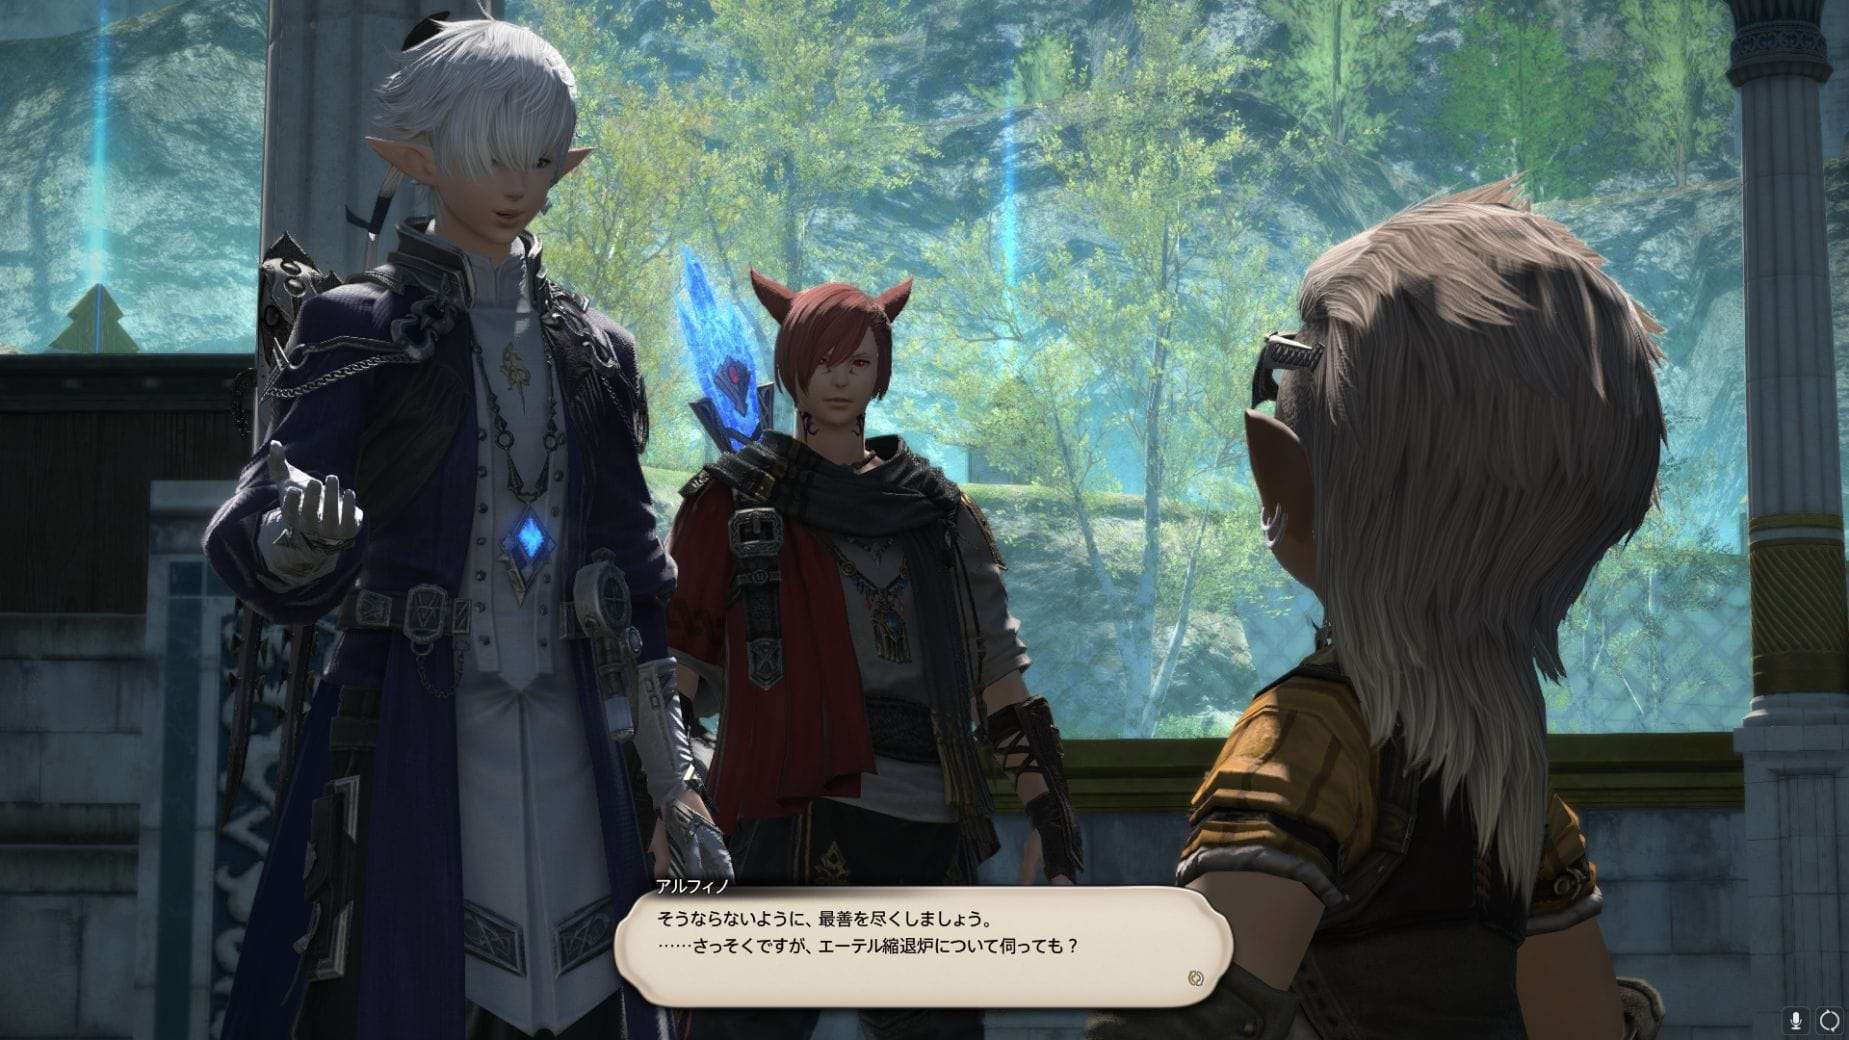 アルフィノ
そうならないように、最善を尽くしましょう。
……さっそくですが、エーテル縮退炉について伺っても？